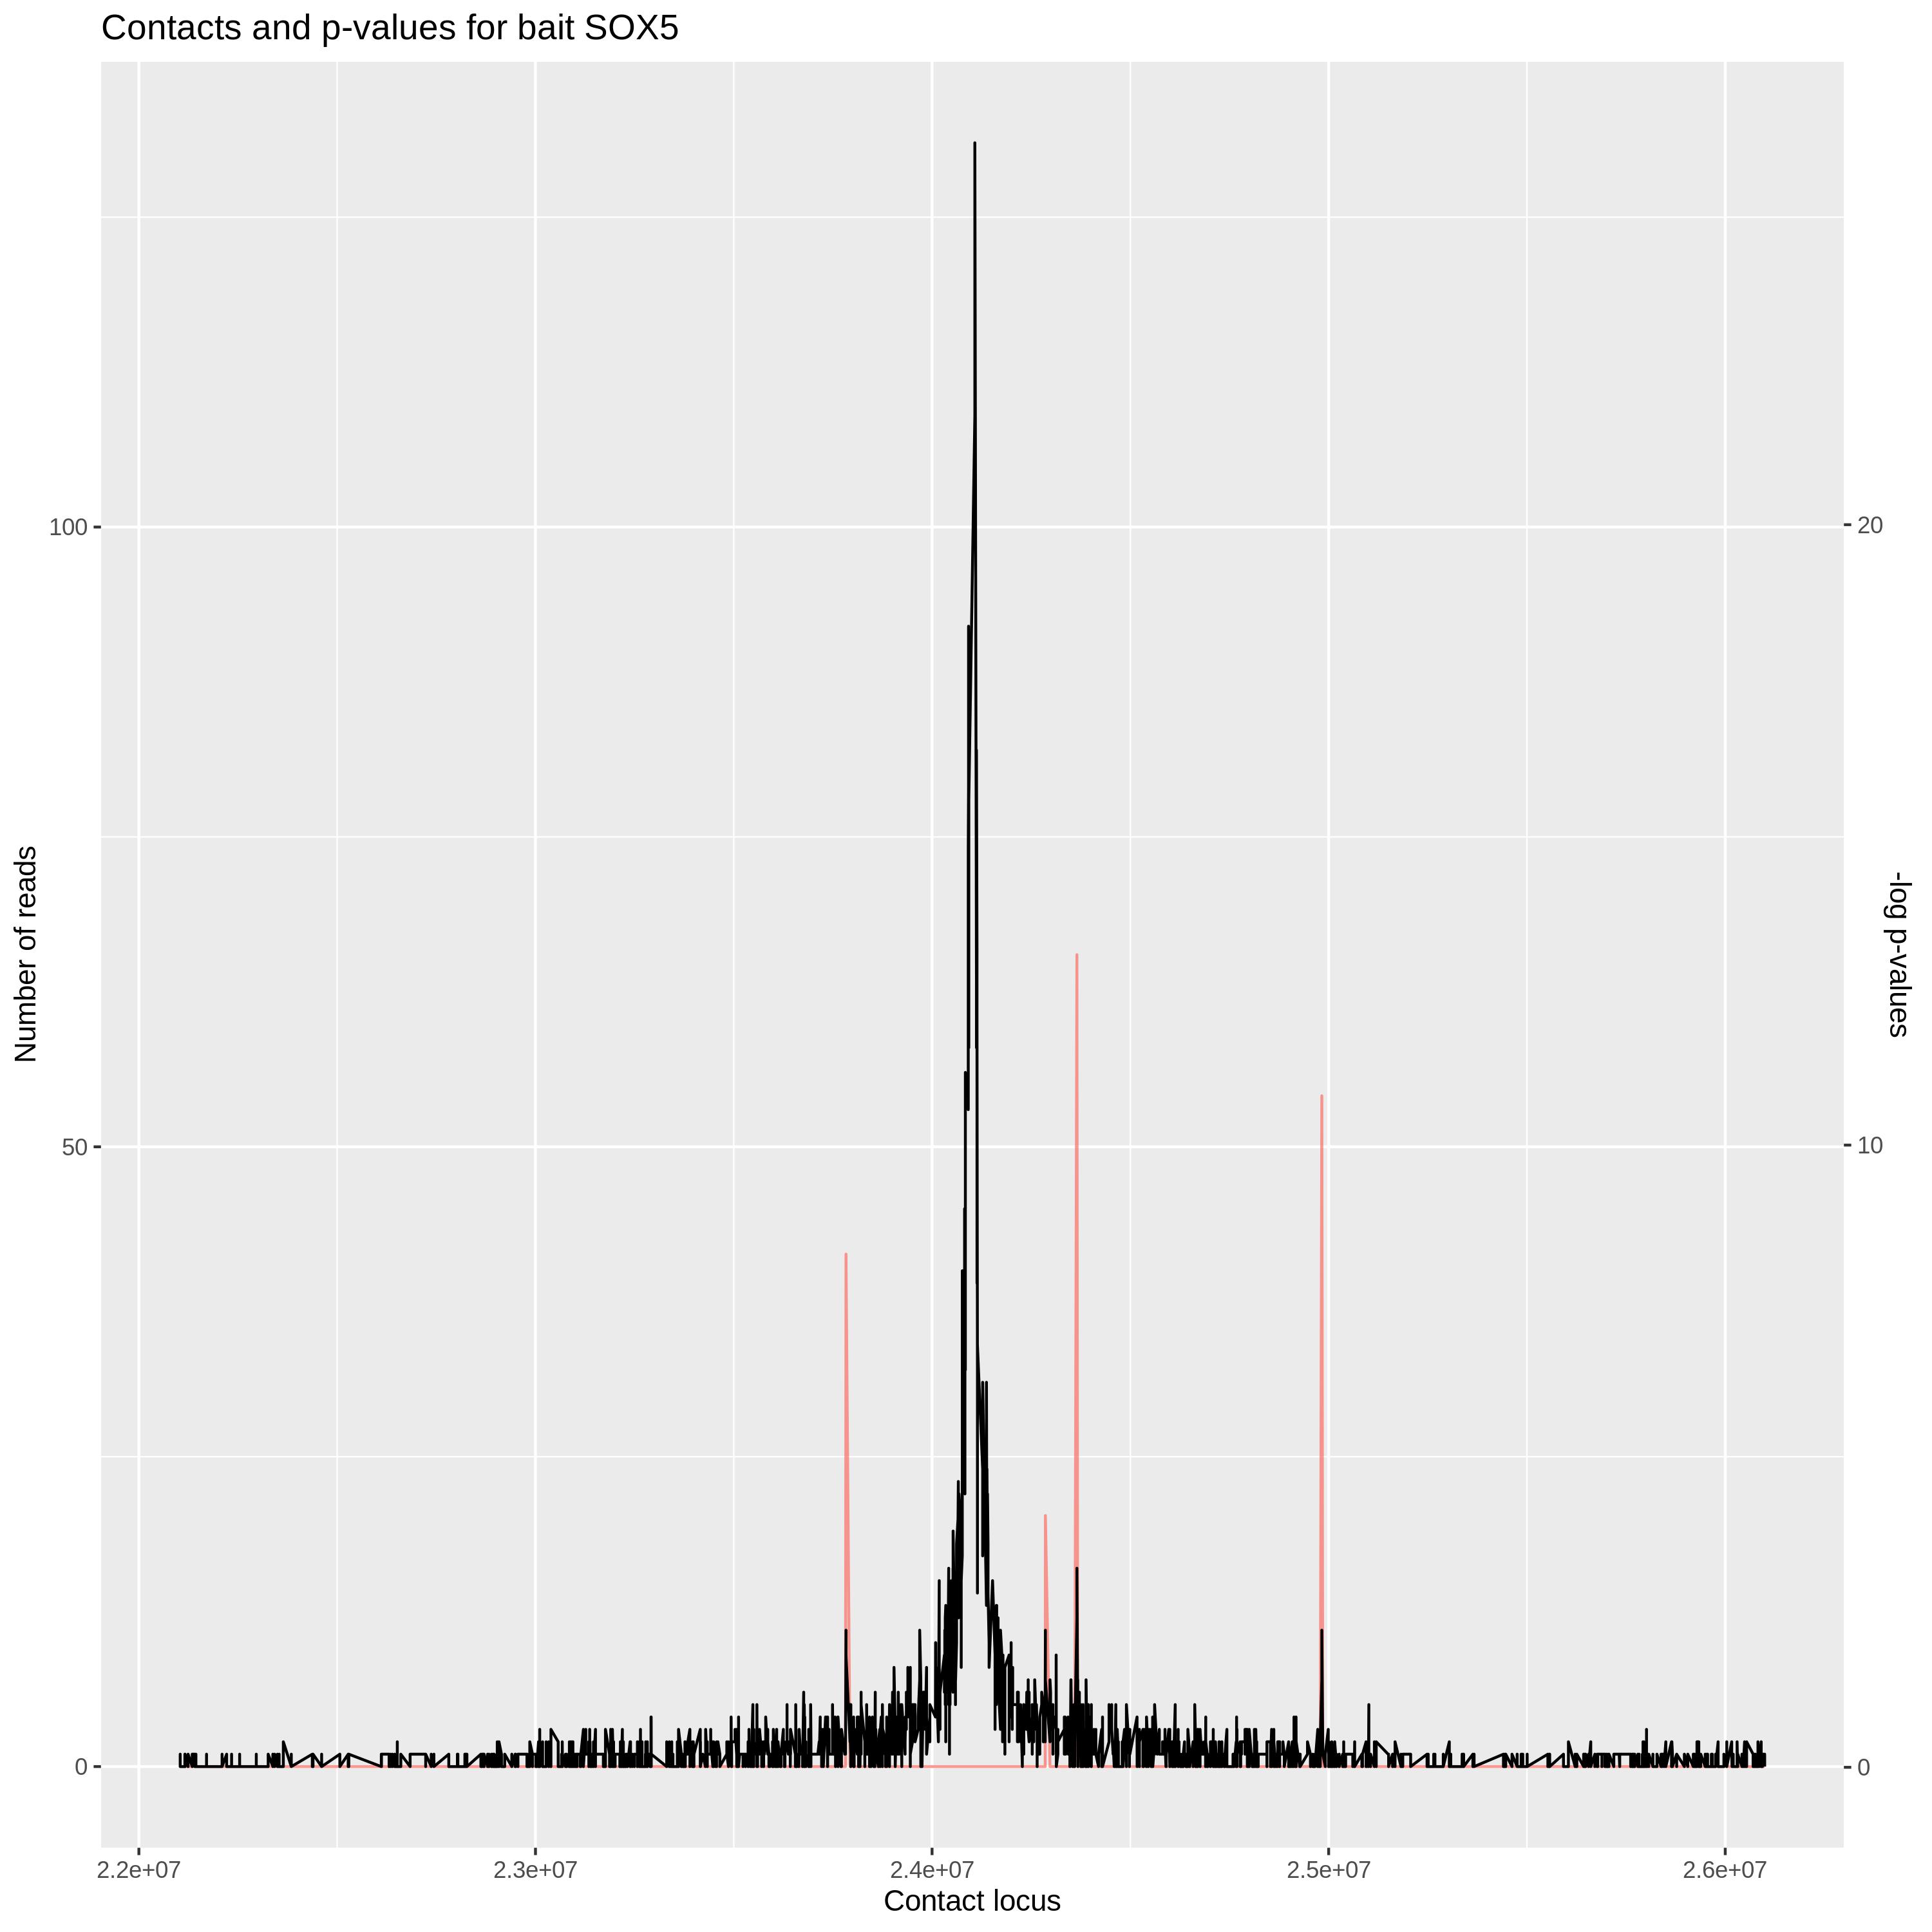 Contacts and p-values for bait SOX5
Number of reads
100
50
0
20
10
0
-log p-values
2.2e+07
2.3e+07
2.4e+07
2.5e+07
2.6e+07
Contact locus